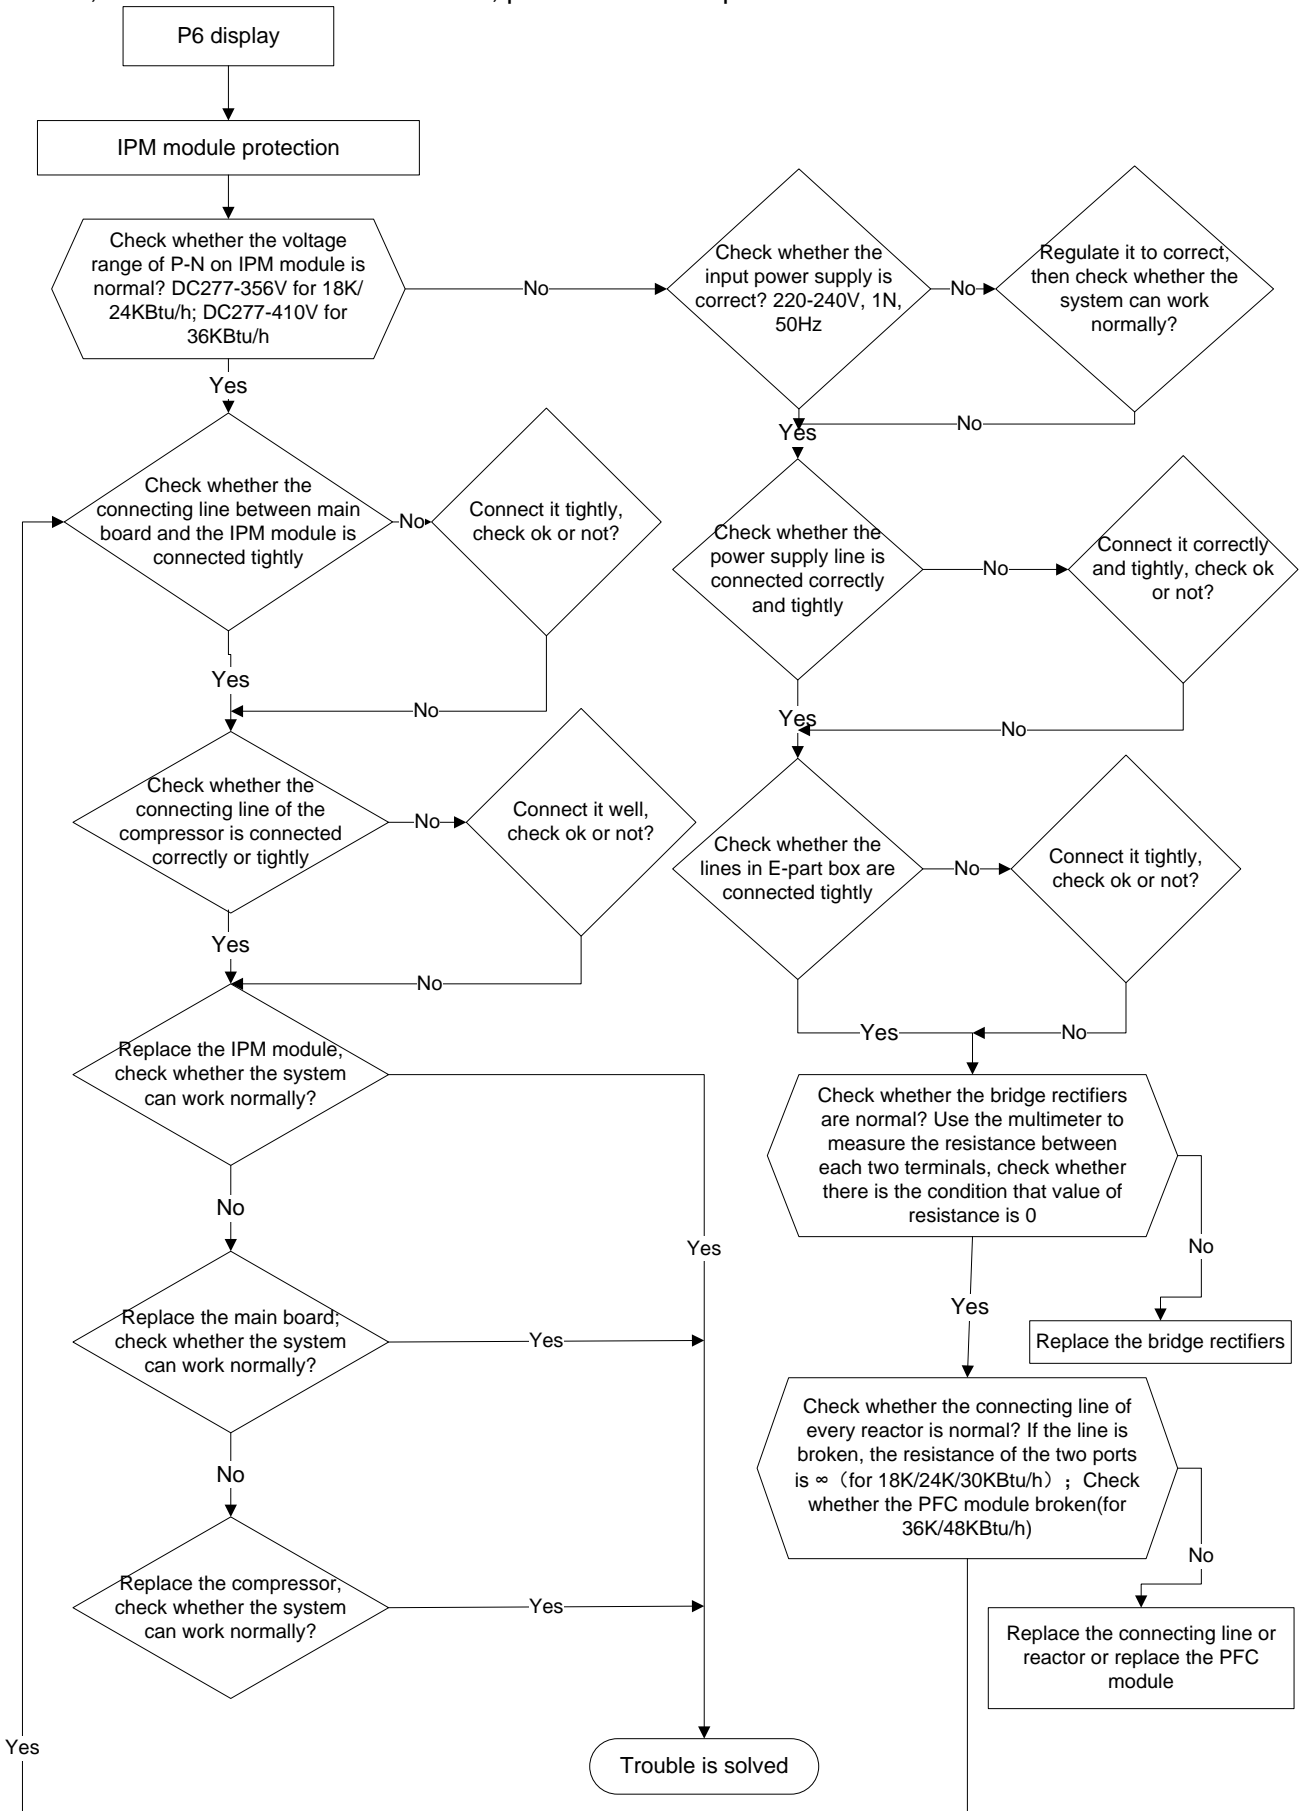 P6 display
IPM module protection
Check whether the voltage
range of P-N on IPM module is
normal? DC277-356V for 18K/
24KBtu/h; DC277-410V for
36KBtu/h
No
Check whether the
input power supply is
correct? 220-240V, 1N,
50Hz
No
Regulate it to correct,
then check whether the
system can work
normally?
Yes
No
Yes
Check whether the
connecting line between main
board and the IPM module is
connected tightly
No
Connect it tightly,
check ok or not?
Check whether the
power supply line is
connected correctly
and tightly
No
Connect it correctly
and tightly, check ok
or not?
Yes
No
Yes
No
Check whether the
connecting line of the
compressor is connected
correctly or tightly
No
Connect it well,
check ok or not?
Check whether the
lines in E-part box are
connected tightly
No
Connect it tightly,
check ok or not?
Yes
No
Yes
No
Replace the IPM module,
check whether the system
can work normally?
Check whether the bridge rectifiers
are normal? Use the multimeter to
measure the resistance between
each two terminals, check whether
there is the condition that value of
resistance is 0
No
Yes
No
Yes
Replace the main board;
check whether the system
can work normally?
Yes
Replace the bridge rectifiers
Check whether the connecting line of
every reactor is normal? If the line is
broken, the resistance of the two ports
is ∞（for 18K/24K/30KBtu/h）；Check
whether the PFC module broken(for
36K/48KBtu/h)
No
No
Replace the compressor,
check whether the system
can work normally?
Yes
Replace the connecting line or
reactor or replace the PFC
module
Yes
Trouble is solved